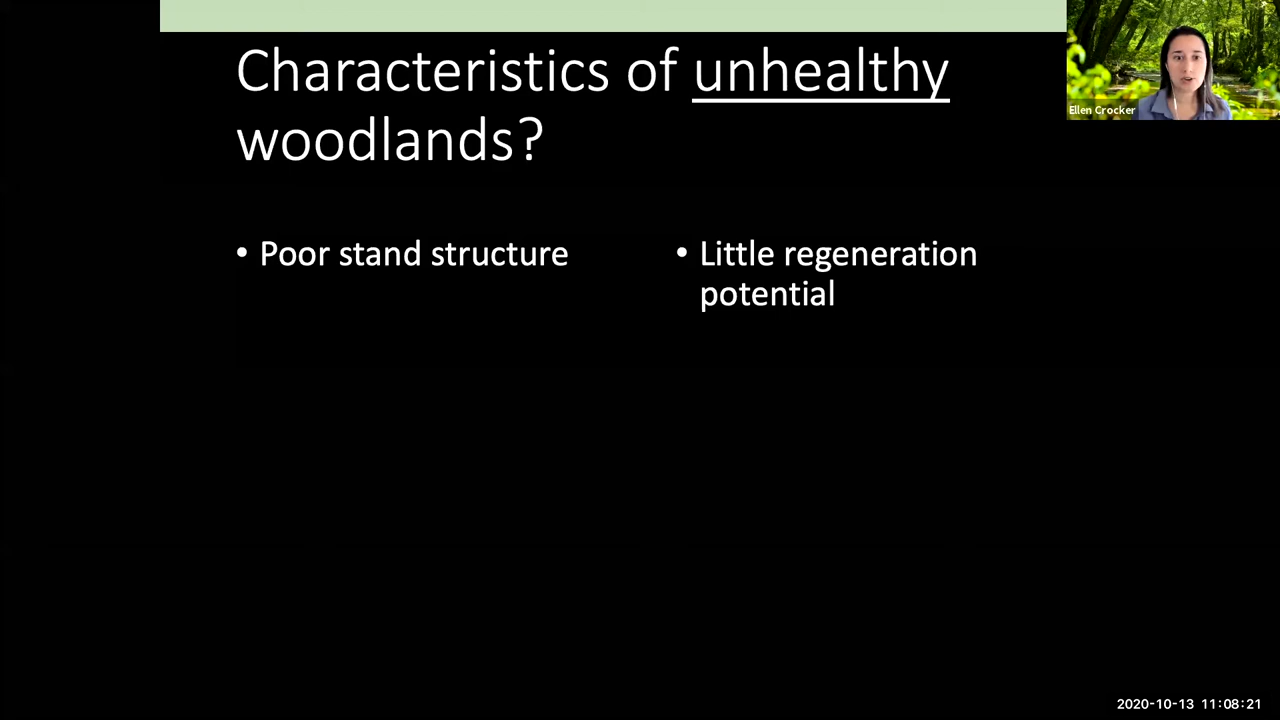 Characteristics of unhealthy
woodlands?
• Poor stand structure
• Little regeneration
potential
Ellen Crocker
2020-10-13 11:08:21